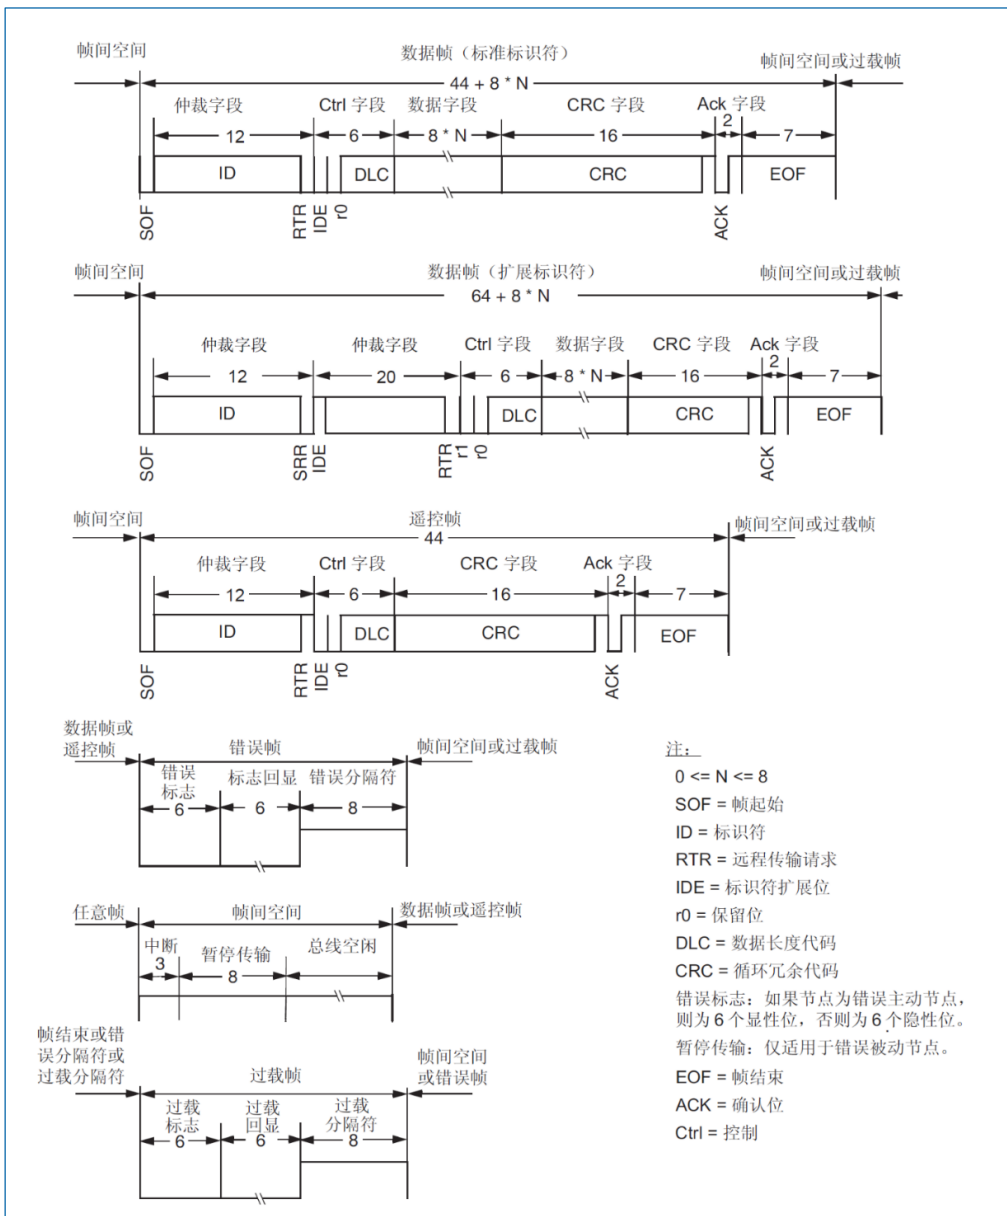 帧间空间
数据帧（标准标识符）
帧间空间或过载帧
44 + 8 * N
仲裁字段
Ctrl 字段
数据字段
CRC 字段
Ack 字段
12
6
8 * N
16
2
7
ID
DLC
CRC
EOF
SOF
RTR
IDE
r0
ACK
帧间空间
数据帧（扩展标识符）
帧间空间或过载帧
64 + 8 * N
仲裁字段
仲裁字段
Ctrl 字段
数据字段
CRC 字段
Ack 字段
12
20
6
8 * N
16
2
7
ID
DLC
CRC
EOF
SOF
SRR
IDE
RTR
r1
r0
ACK
帧间空间
遥控帧
帧间空间或过载帧
44
仲裁字段
Ctrl 字段
CRC 字段
Ack 字段
12
6
16
2
7
ID
DLC
CRC
EOF
SOF
RTR
IDE
r0
ACK
数据帧或
遥控帧
错误帧
帧间空间或过载帧
错误
标志
标志回显
错误分隔符
6
6
8
任意帧
帧间空间
数据帧或遥控帧
中断
3
暂停传输
8
总线空闲
帧结束或错
误分隔符或
过载分隔符
过载帧
帧间空间
或错误帧
过载
标志
过载
回显
过载
分隔符
6
6
8
注：
0 <= N <= 8
SOF = 帧起始
ID = 标识符
RTR = 远程传输请求
IDE = 标识符扩展位
r0 = 保留位
DLC = 数据长度代码
CRC = 循环冗余代码
错误标志：如果节点为错误主动节点，
则为 6 个显性位，否则为 6 个隐性位。
暂停传输：仅适用于错误被动节点。
EOF = 帧结束
ACK = 确认位
Ctrl = 控制